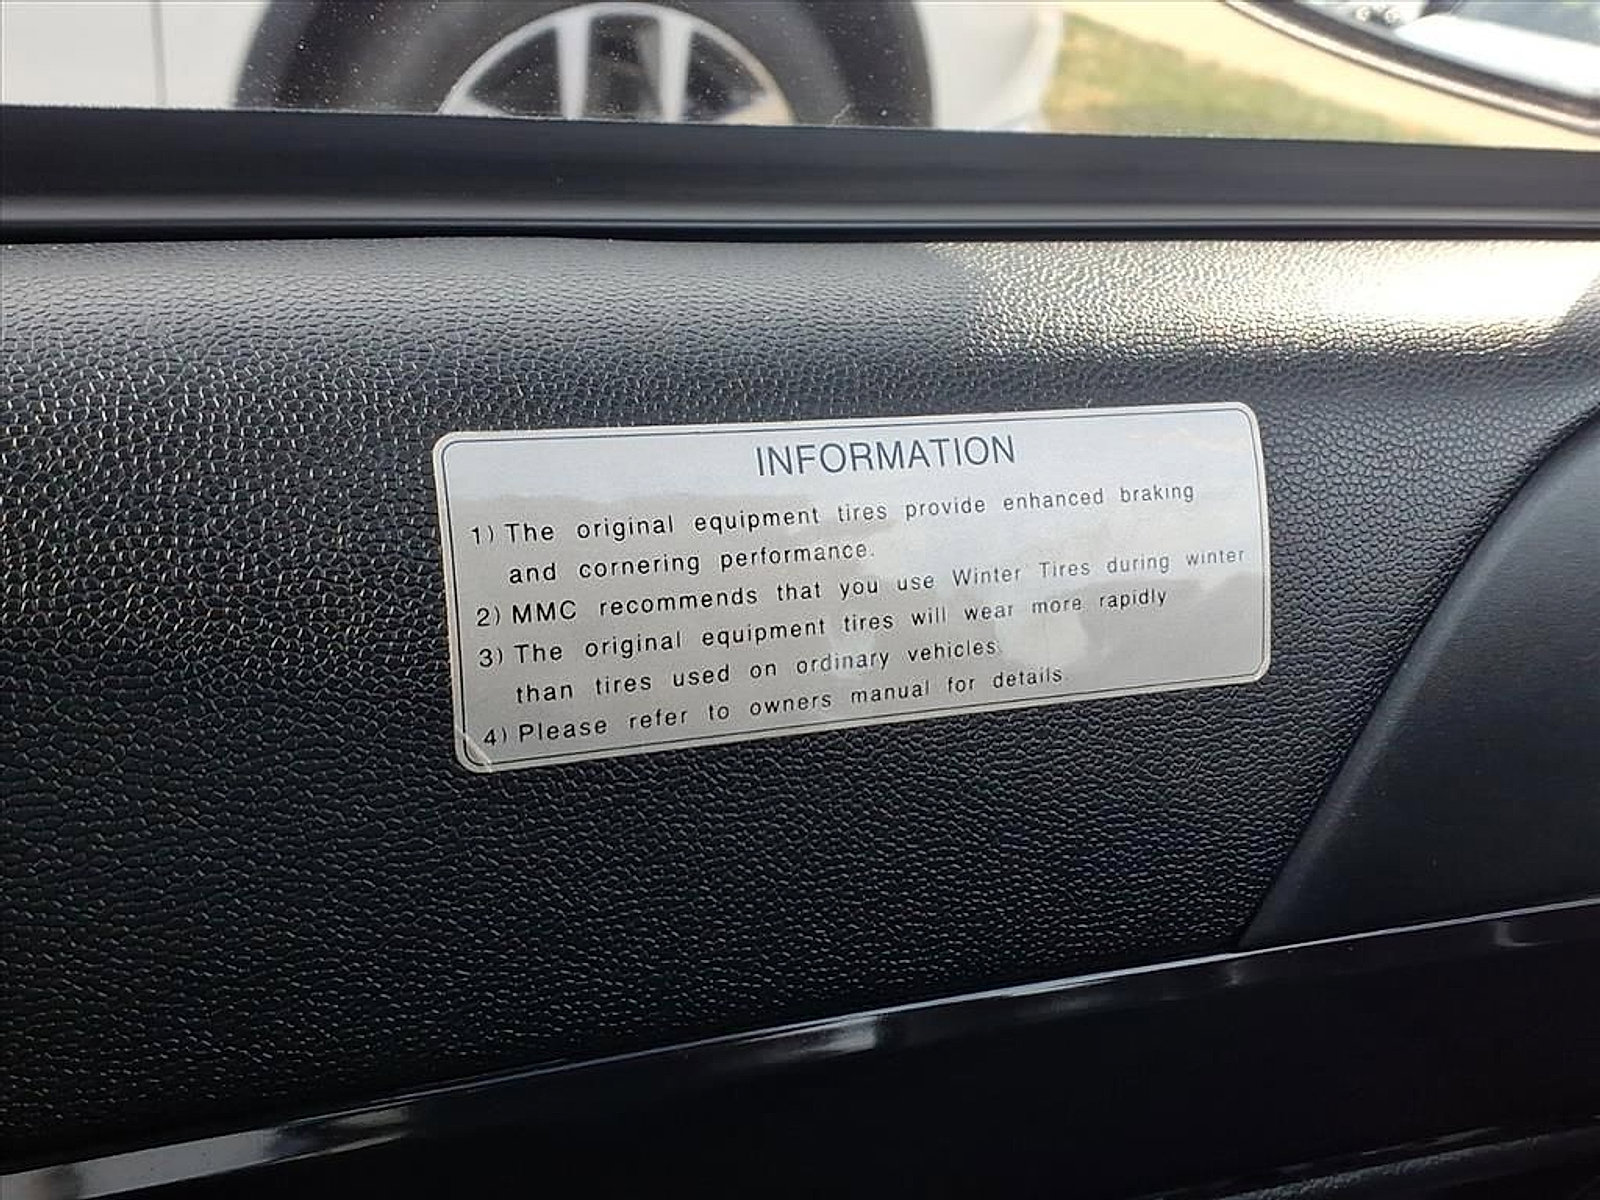 INFORMATION
1) The original equipment tires provide enhanced braking
and cornering performance.
2) MMC recommends that you use Winter Tires during winter
3) The original equipment tires will wear more rapidly
than tires used on ordinary vehicles
4) Please refer to owners manual for details.